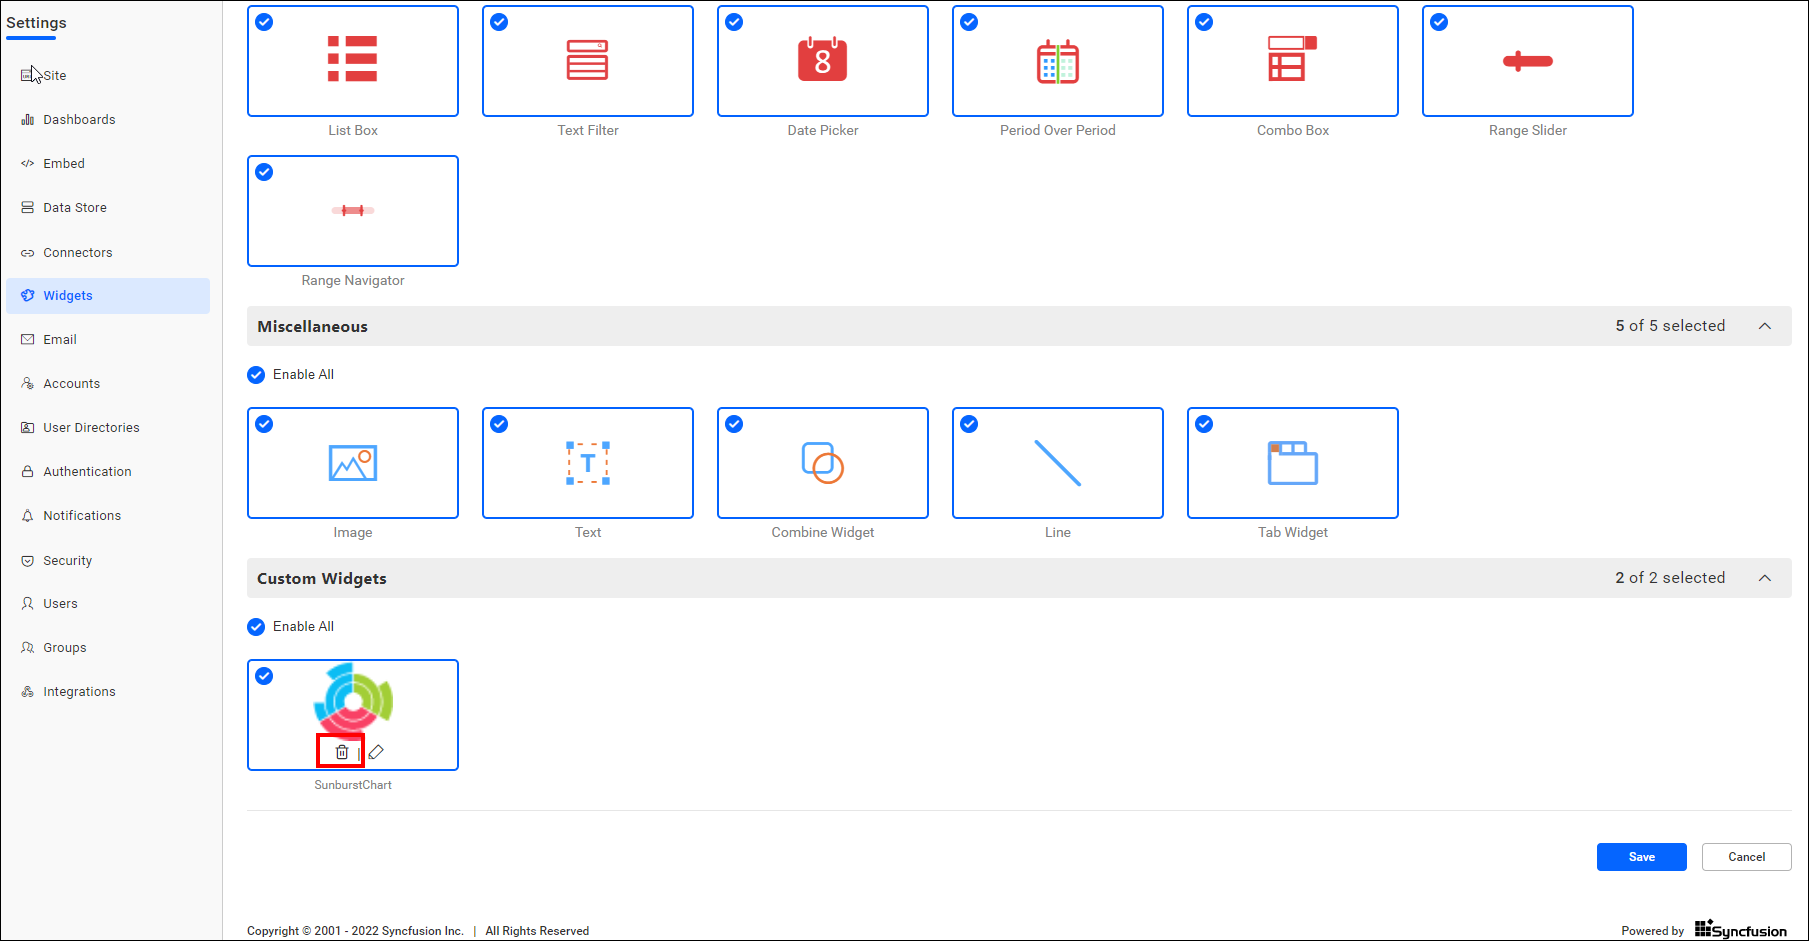 Settings
Site
Dashboards
Embed
Data Store
Connectors
Widgets
Email
Accounts
User Directories
Authentication
Notifications
Security
Users
Groups
Integrations
8
List Box
Text Filter
Date Picker
Period Over Period
Combo Box
Range Slider
Range Navigator
Miscellaneous
5 of 5 selected
Enable All
T
Image
Text
Combine Widget
Line
Tab Widget
Custom Widgets
2 of 2 selected
Enable All
SunburstChart
Save
Cancel
Copyright © 2001 - 2022 Syncfusion Inc. | All Rights Reserved
Powered by Syncfusion